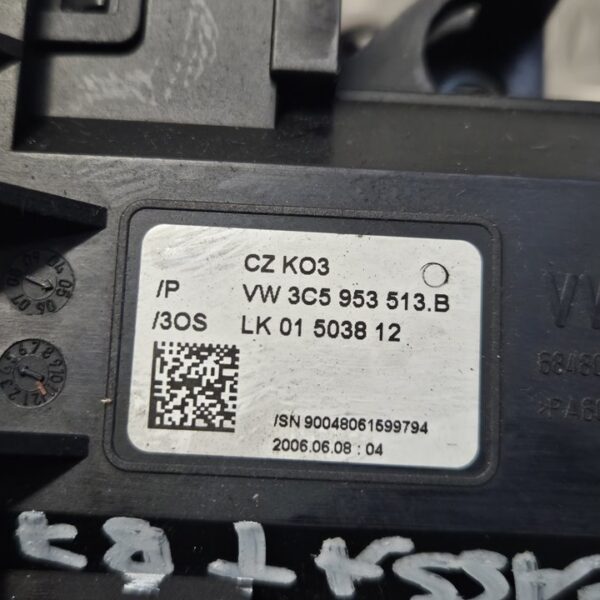 CZ KO3
/P VW 3C5 953 513.B
/3OS LK 01 5038 12
/SN 90048061599794
2006.06.08 : 04